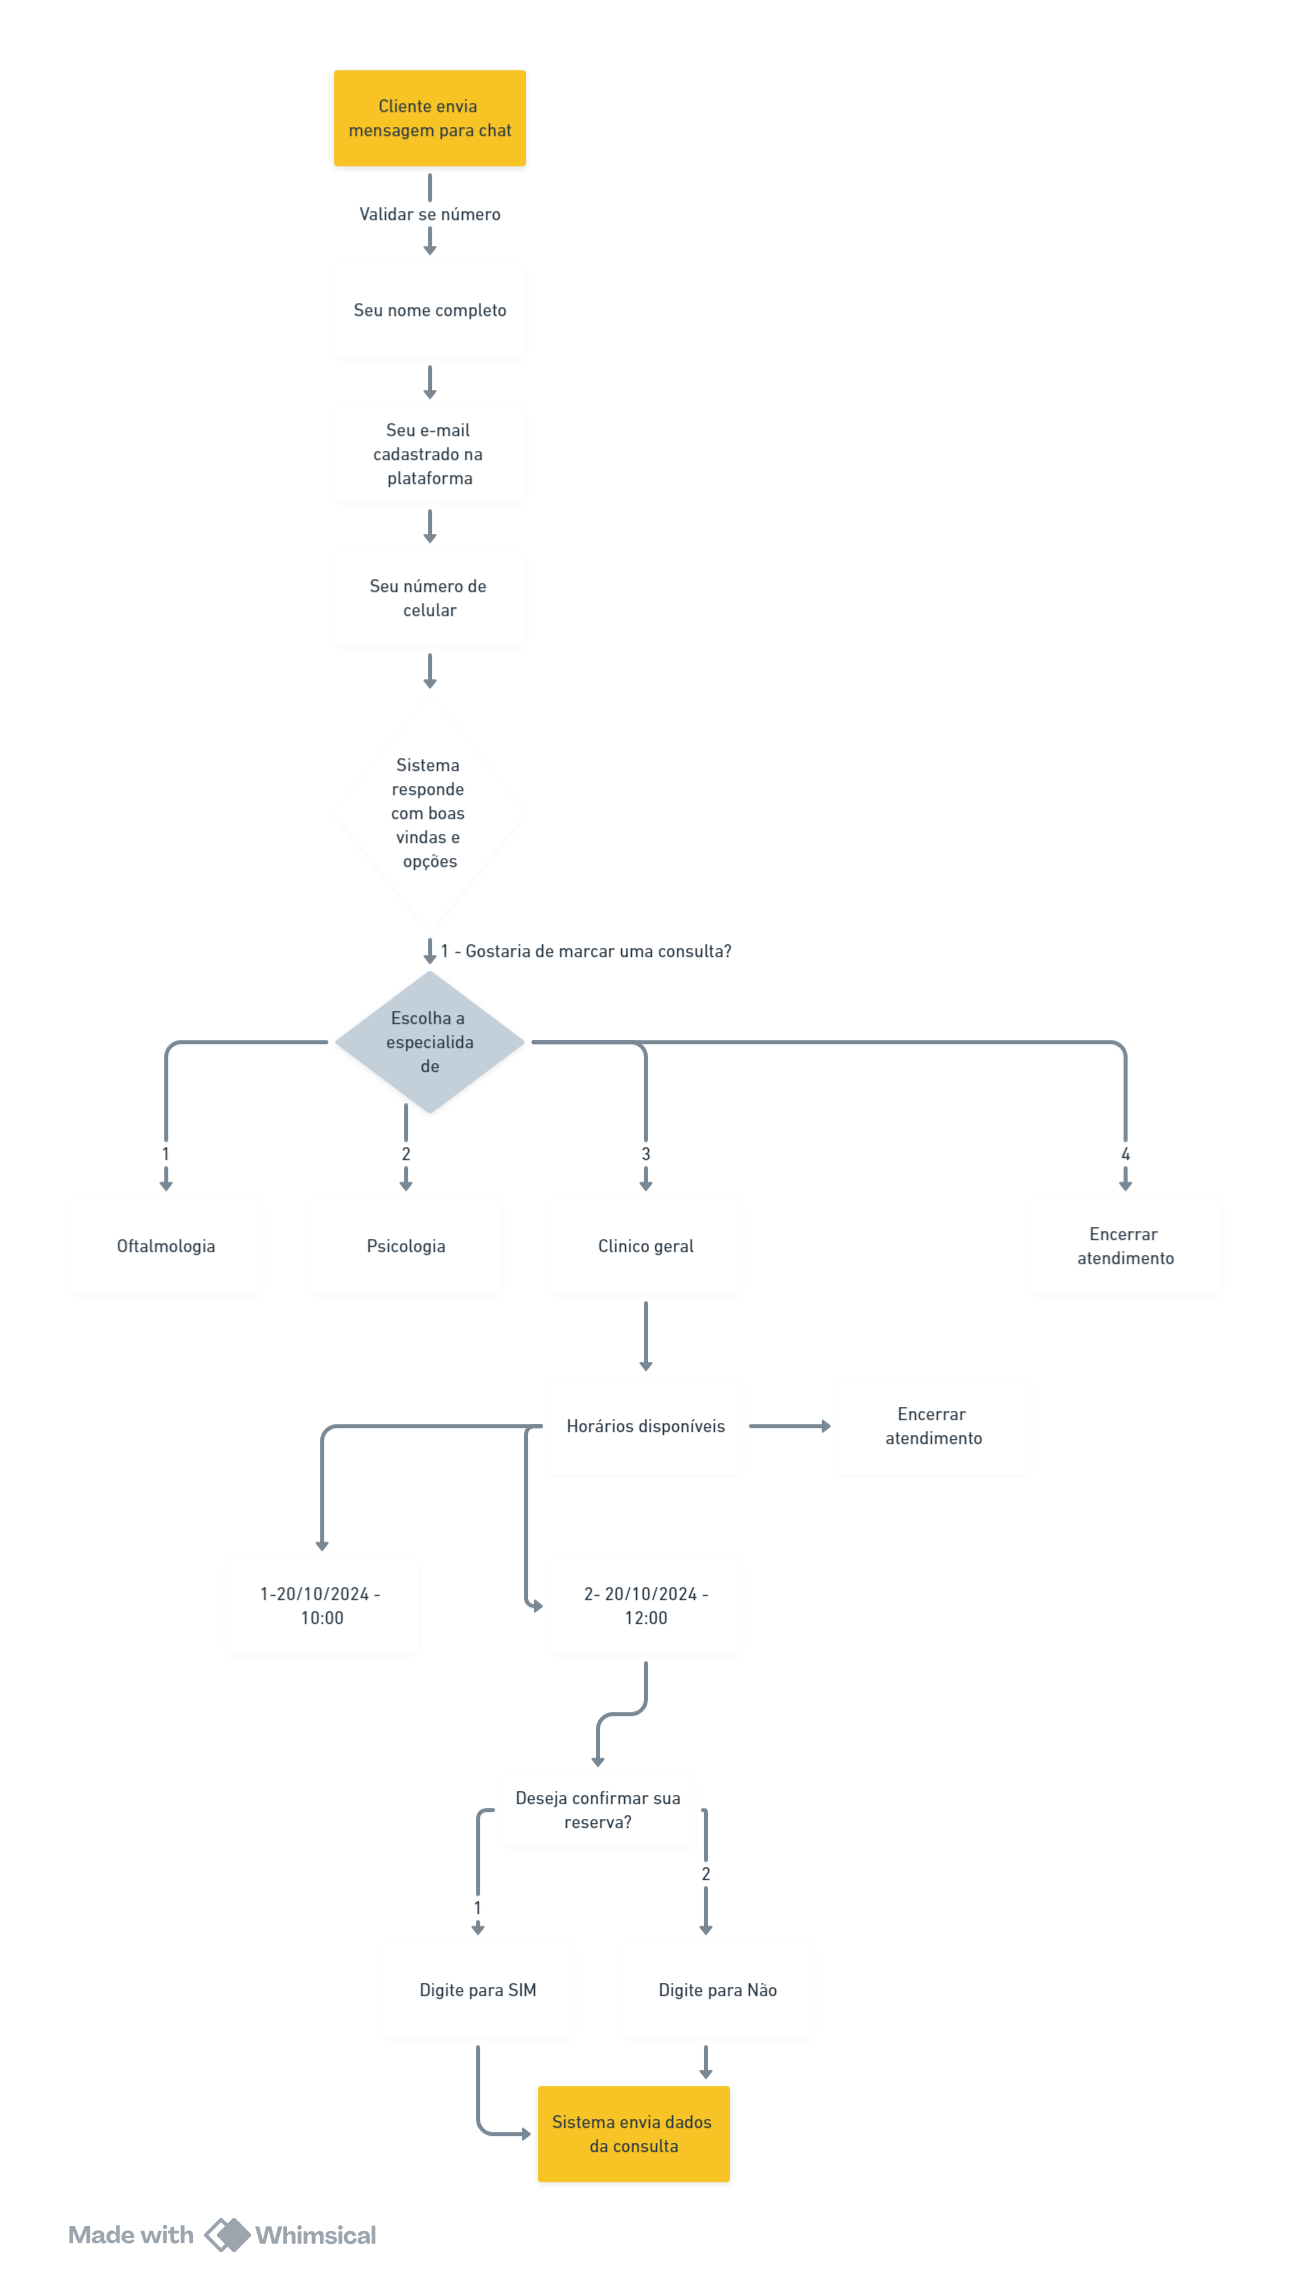 Cliente envia
mensagem para chat
Validar se número
Seu nome completo
Seu e-mail
cadastrado na
plataforma
Seu número de
celular
Sistema
responde
com boas
vindas e
opções
1 - Gostaria de marcar uma consulta?
Escolha a
especialida
de
1
2
3
4
Oftalmologia
Psicologia
Clinico geral
Encerrar
atendimento
Horários disponíveis
Encerrar
atendimento
1-20/10/2024 -
10:00
2- 20/10/2024 -
12:00
Deseja confirmar sua
reserva?
1
2
Digite para SIM
Digite para Não
Sistema envia dados
da consulta
Made with Whimsical